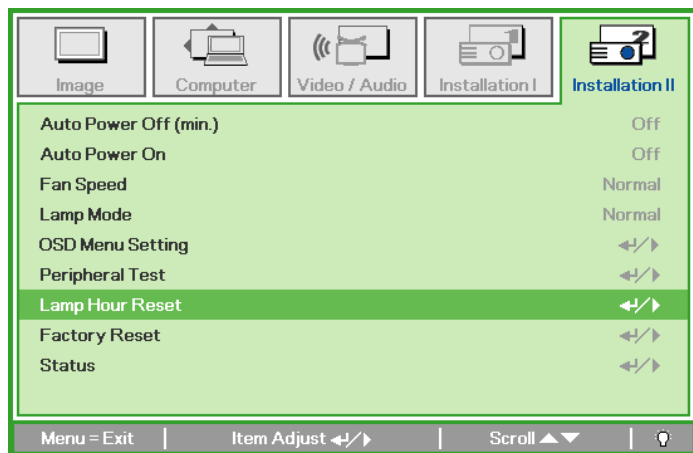 Image Computer Video / Audio Installation I Installation II
Auto Power Off (min.) Off
Auto Power On Off
Fan Speed Normal
Lamp Mode Normal
OSD Menu Setting
Peripheral Test
Lamp Hour Reset
Factory Reset
Status
Menu = Exit | Item Adjust ↵/▶ | Scroll ▲▼ |